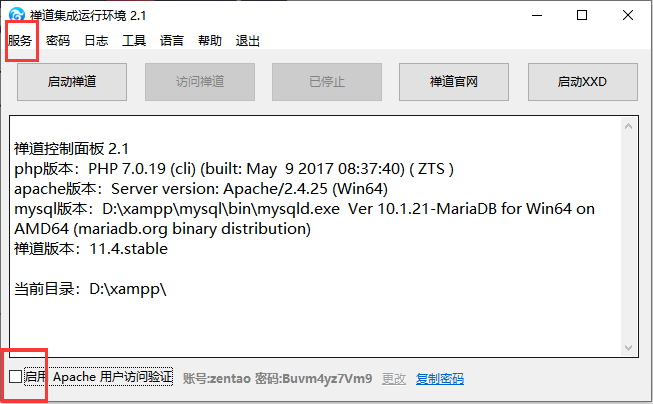 禅道集成运行环境 2.1
服务 密码 日志 工具 语言 帮助 退出
启动禅道 访问禅道 已停止 禅道官网 启动XXD
禅道控制面板 2.1
php版本：PHP 7.0.19 (cli) (built: May  9 2017 08:37:40) ( ZTS )
apache版本：Server version: Apache/2.4.25 (Win64)
mysql版本：D:\xampp\mysql\bin\mysqld.exe  Ver 10.1.21-MariaDB for Win64 on
AMD64 (mariadb.org binary distribution)
禅道版本：11.4.stable
当前目录：D:\xampp\
启用 Apache 用户访问验证 账号:zentao 密码:Buvm4yz7Vm9 更改 复制密码